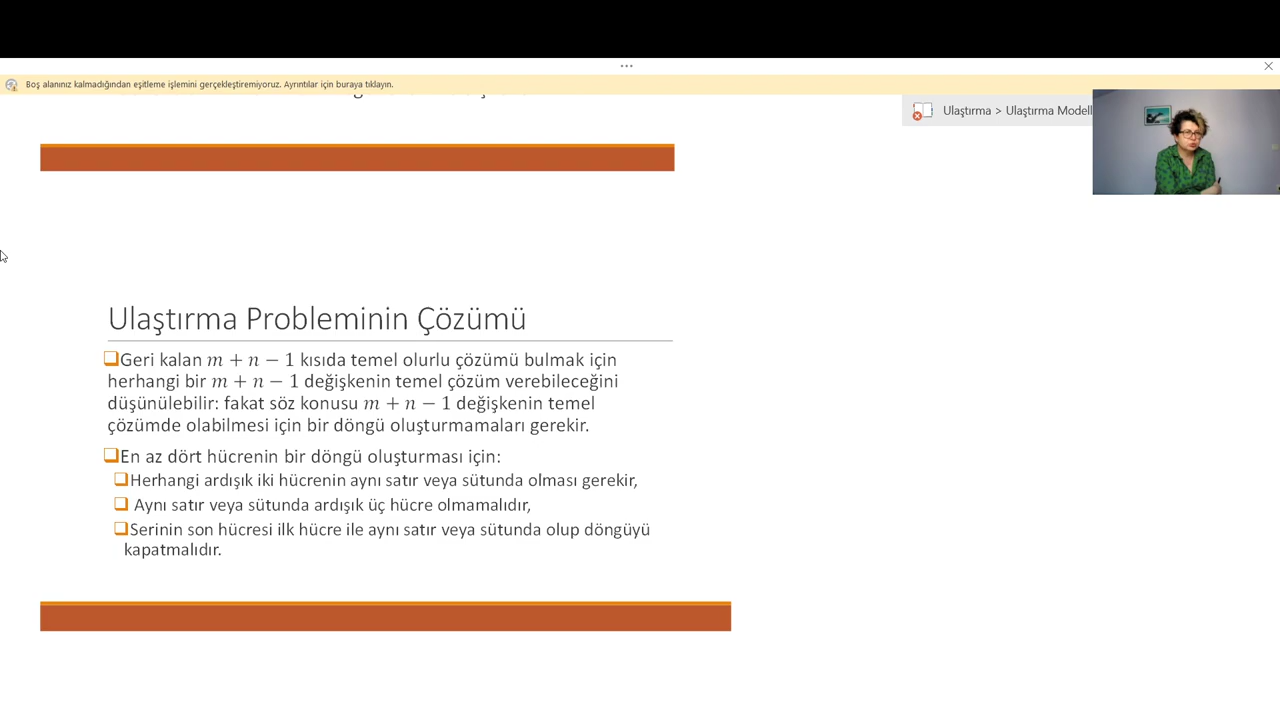 Boş alanınız kalmadığından eşitleme işlemini gerçekleştiremiyoruz. Ayrıntılar için buraya tıklayın.
Ulaştırma > Ulaştırma Modell
Ulaştırma Probleminin Çözümü
Geri kalan m + n − 1 kısıda temel olurlu çözümü bulmak için
herhangi bir m + n − 1 değişkenin temel çözüm verebileceğini
düşünülebilir: fakat söz konusu m + n − 1 değişkenin temel
çözümde olabilmesi için bir döngü oluşturmamaları gerekir.
En az dört hücrenin bir döngü oluşturması için:
Herhangi ardışık iki hücrenin aynı satır veya sütunda olması gerekir,
Aynı satır veya sütunda ardışık üç hücre olmamalıdır,
Serinin son hücresi ilk hücre ile aynı satır veya sütunda olup döngüyü
kapatmalıdır.